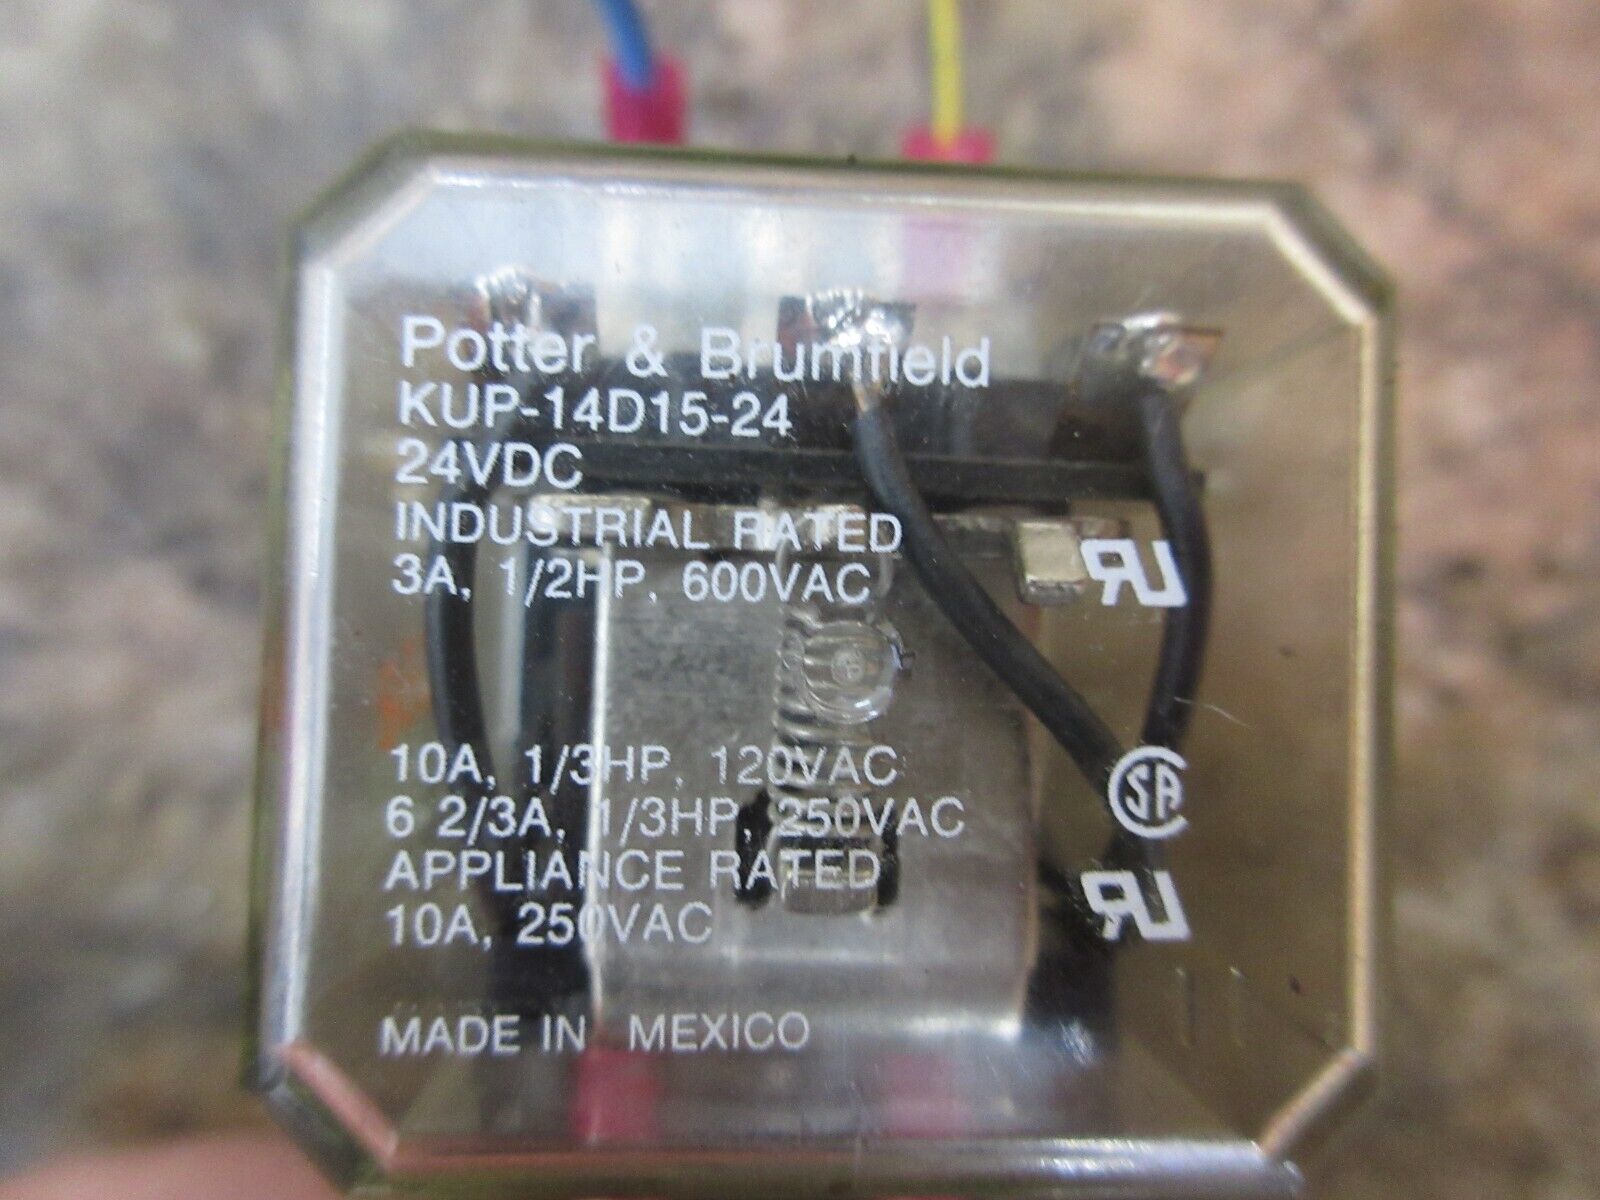 Potter & Brumfield
KUP-14D15-24
24VDC
INDUSTRIAL RATED
3A, 1/2HP, 600VAC
10A, 1/3HP, 120VAC
6 2/3A, 1/3HP, 250VAC
APPLIANCE RATED
10A, 250VAC
MADE IN MEXICO